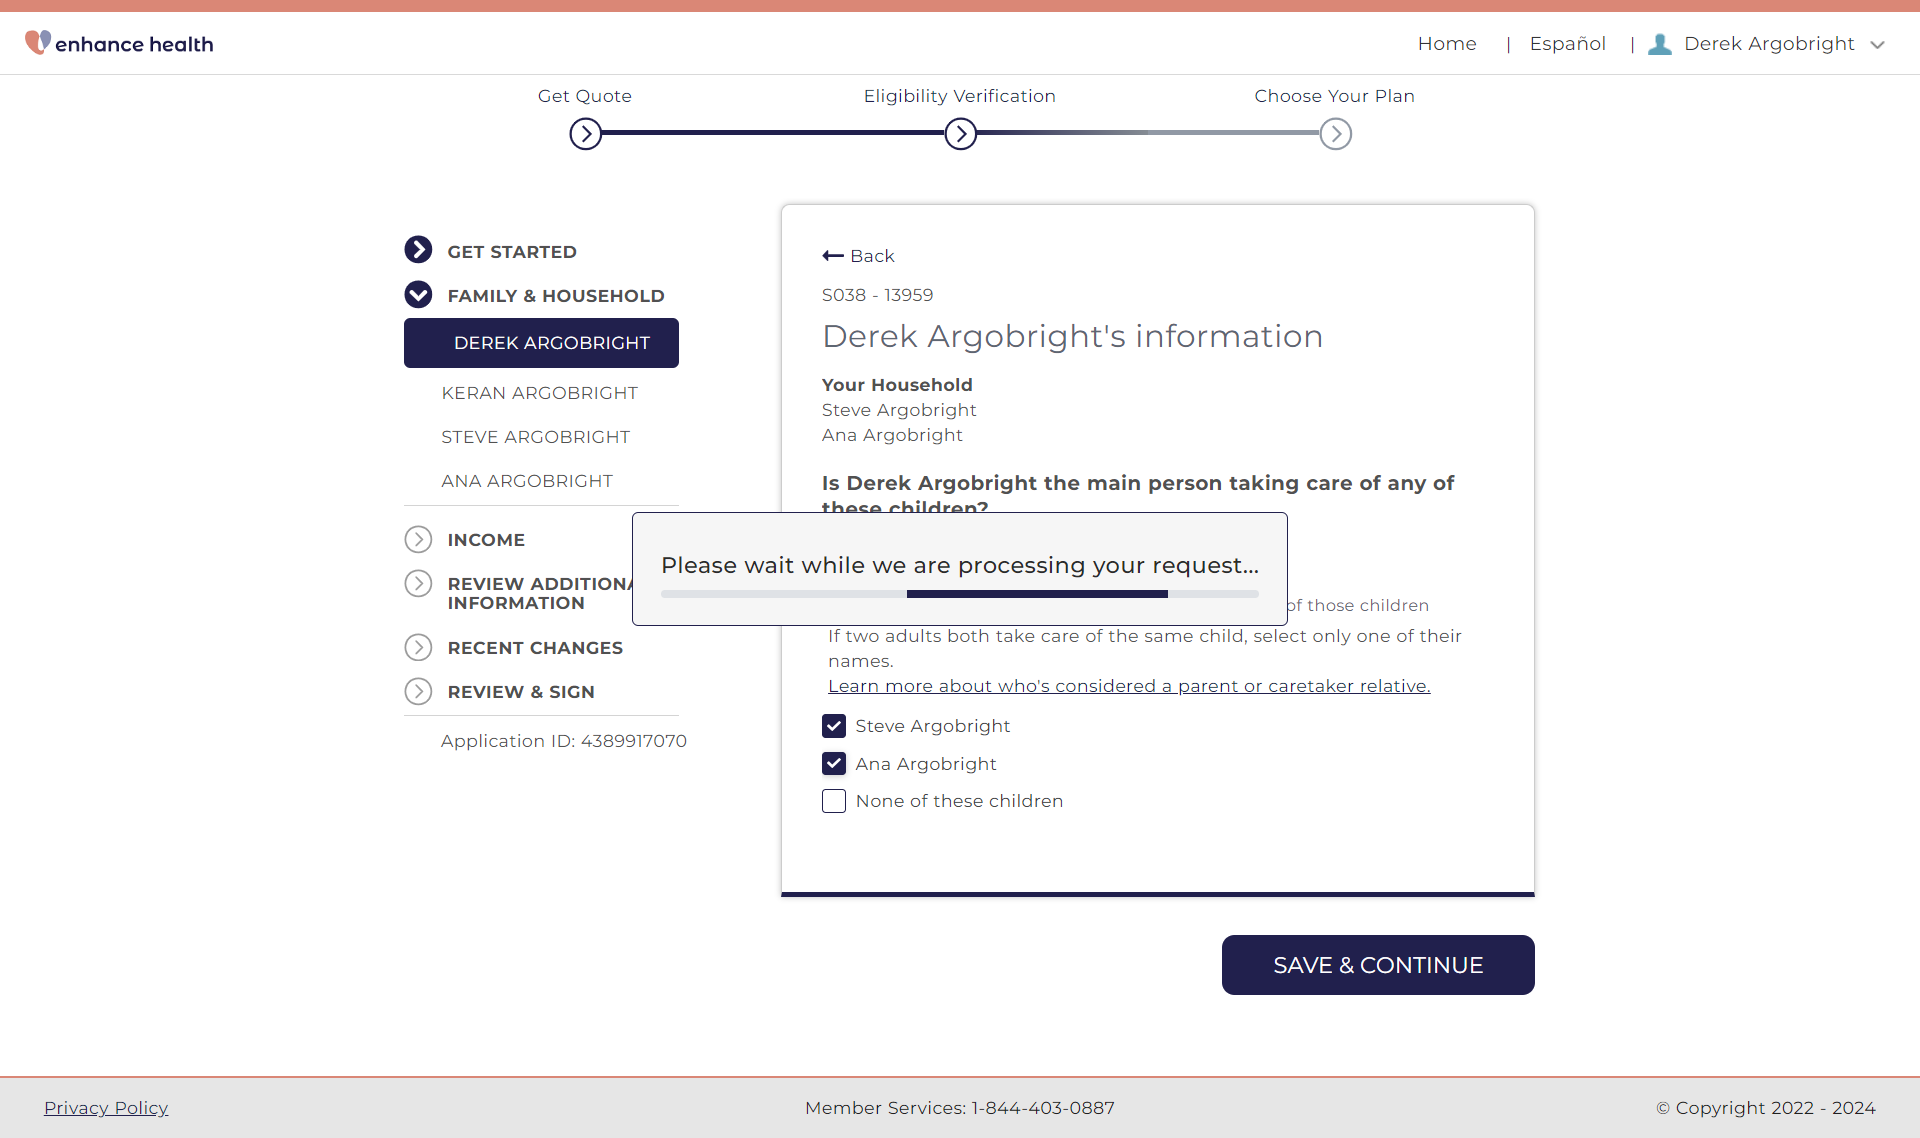 enhance health
Home | Español | Derek Argobright
Get Quote
Eligibility Verification
Choose Your Plan
GET STARTED
FAMILY & HOUSEHOLD
DEREK ARGOBRIGHT
KERAN ARGOBRIGHT
STEVE ARGOBRIGHT
ANA ARGOBRIGHT
INCOME
REVIEW ADDITIONA
INFORMATION
RECENT CHANGES
REVIEW & SIGN
Application ID: 4389917070
Back
S038 - 13959
Derek Argobright's information
Your Household
Steve Argobright
Ana Argobright
Is Derek Argobright the main person taking care of any of
these children?
Please wait while we are processing your request...
of those children
If two adults both take care of the same child, select only one of their
names.
Learn more about who's considered a parent or caretaker relative.
Steve Argobright
Ana Argobright
None of these children
SAVE & CONTINUE
Privacy Policy
Member Services: 1-844-403-0887
© Copyright 2022 - 2024